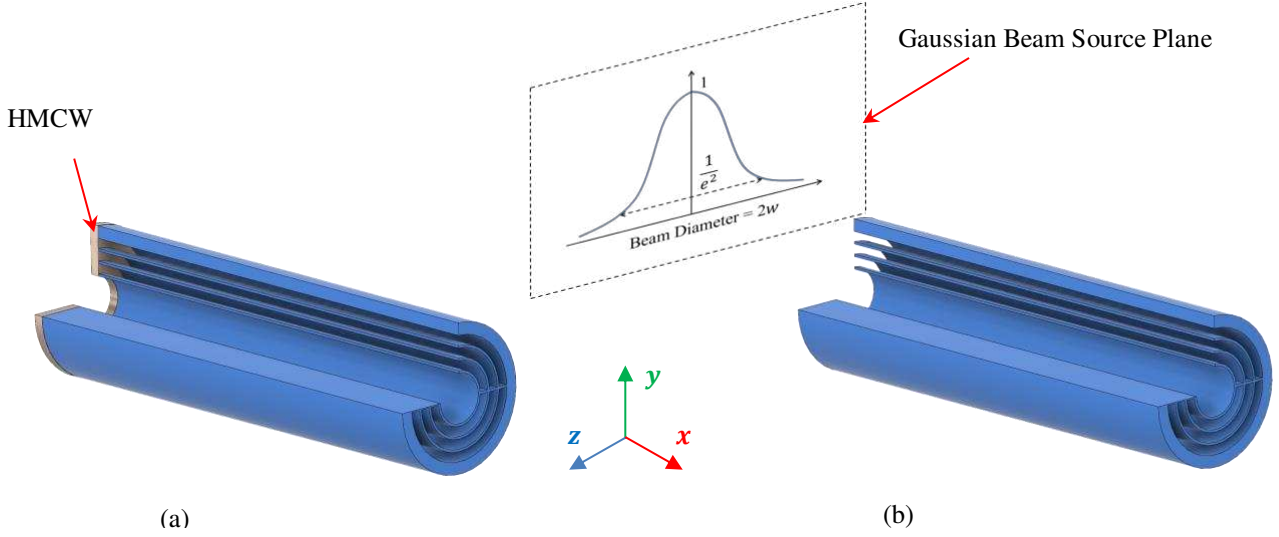 Gaussian Beam Source Plane
HMCW
1
1
e²
Beam Diameter = 2w
y
z
x
(a)
(b)